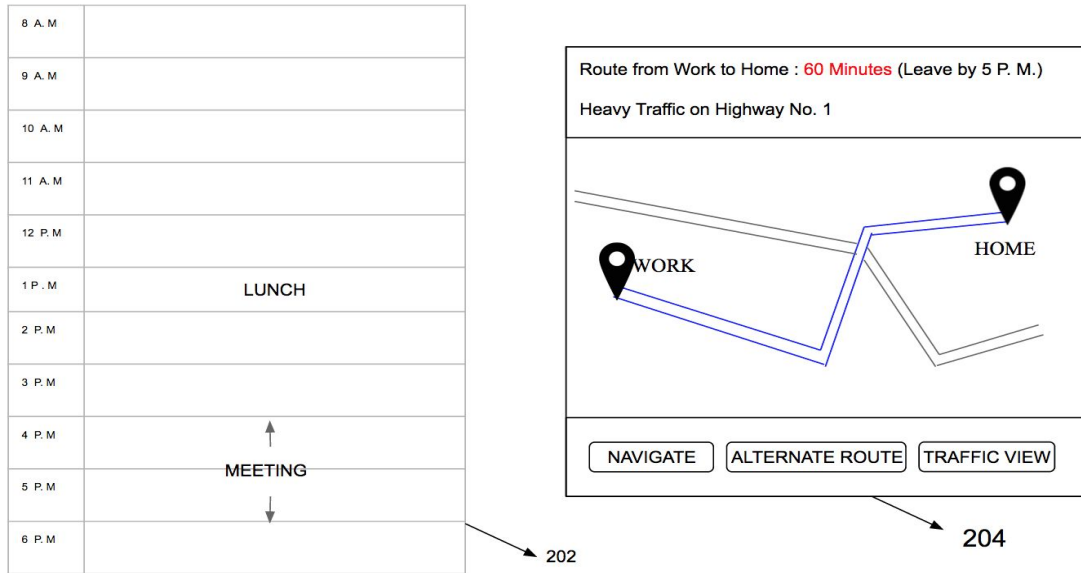 8 A. M
9 A. M
10 A. M
11 A. M
12 P. M
1 P . M
LUNCH
2 P. M
3 P. M
4 P. M
MEETING
5 P. M
6 P. M
202
Route from Work to Home : 60 Minutes (Leave by 5 P. M.)
Heavy Traffic on Highway No. 1
WORK
HOME
NAVIGATE
ALTERNATE ROUTE
TRAFFIC VIEW
204